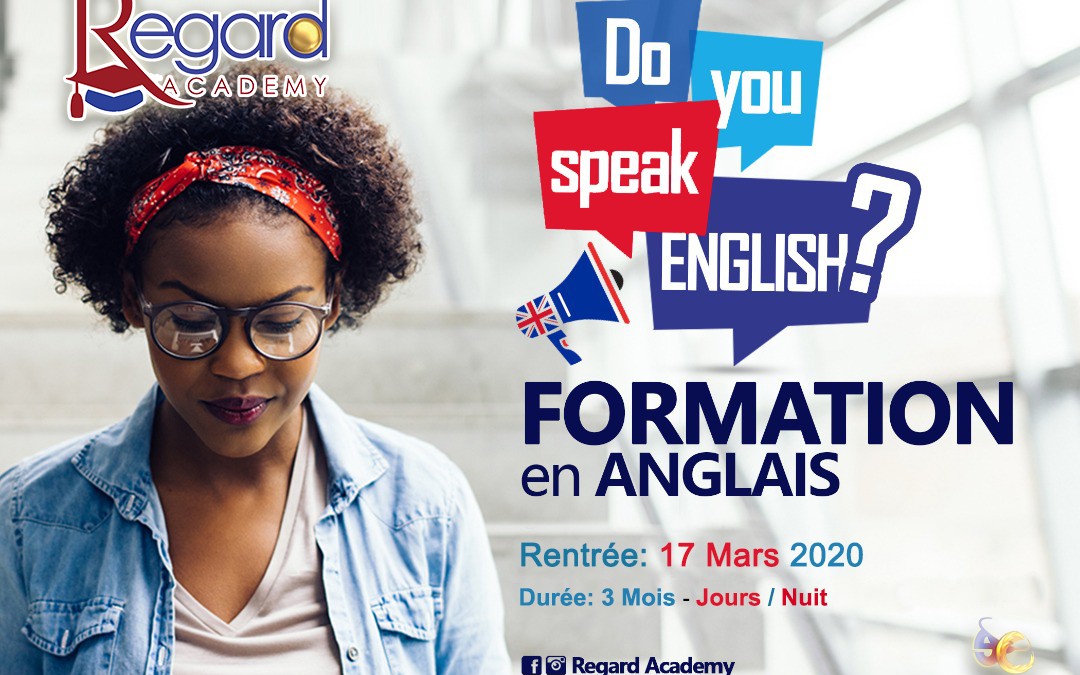 Regard
ACADEMY
Do
you
speak
ENGLISH?
FORMATION
en ANGLAIS
Rentrée: 17 Mars 2020
Durée: 3 Mois - Jours / Nuit
Regard Academy